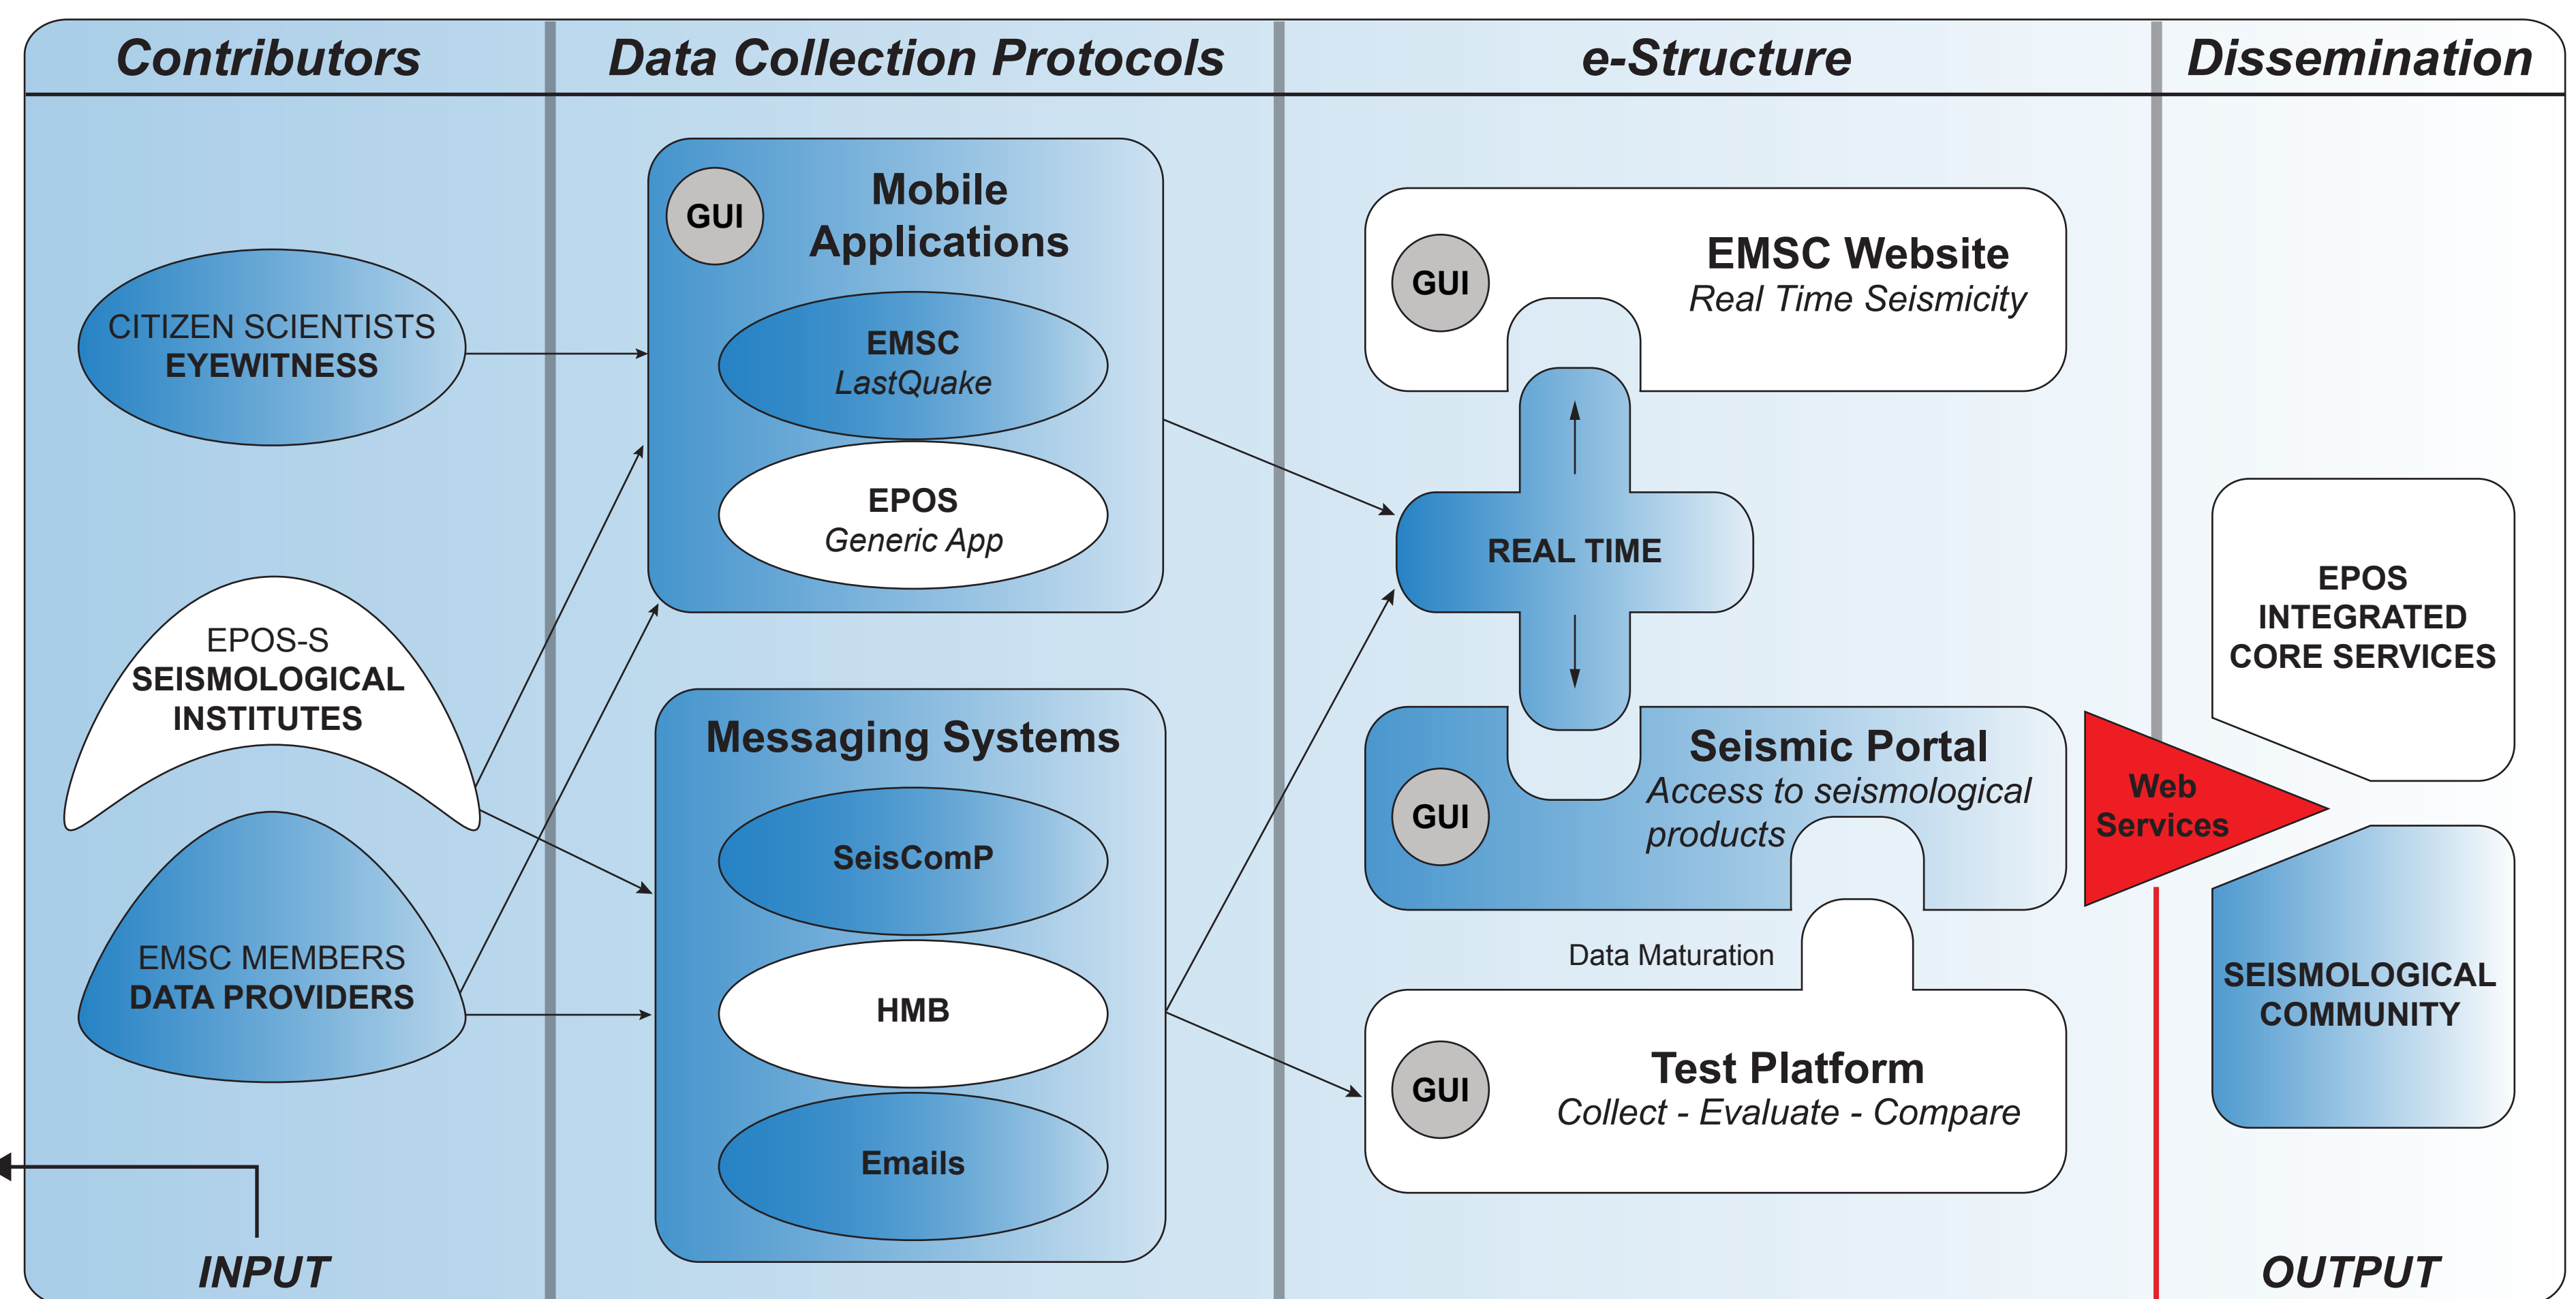 Contributors
Data Collection Protocols
e-Structure
Dissemination
CITIZEN SCIENTISTS
EYEWITNESS
EPOS-S
SEISMOLOGICAL
INSTITUTES
EMSC MEMBERS
DATA PROVIDERS
INPUT
GUI
Mobile
Applications
EMSC
LastQuake
EPOS
Generic App
Messaging Systems
SeisComP
HMB
Emails
GUI
EMSC Website
Real Time Seismicity
REAL TIME
GUI
Seismic Portal
Access to seismological
products
Data Maturation
GUI
Test Platform
Collect - Evaluate - Compare
Web
Services
EPOS
INTEGRATED
CORE SERVICES
SEISMOLOGICAL
COMMUNITY
OUTPUT